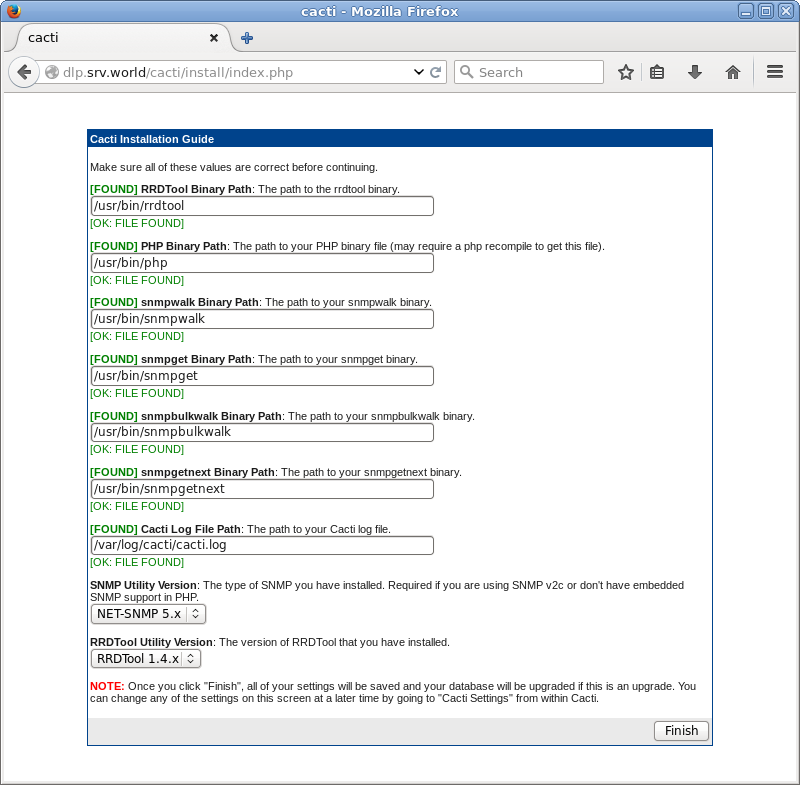 cacti - Mozilla Firefox
cacti
dlp.srv.world/cacti/install/index.php
Search
Cacti Installation Guide
Make sure all of these values are correct before continuing.
[FOUND] RRDTool Binary Path: The path to the rrdtool binary.
/usr/bin/rrdtool
[OK: FILE FOUND]
[FOUND] PHP Binary Path: The path to your PHP binary file (may require a php recompile to get this file).
/usr/bin/php
[OK: FILE FOUND]
[FOUND] snmpwalk Binary Path: The path to your snmpwalk binary.
/usr/bin/snmpwalk
[OK: FILE FOUND]
[FOUND] snmpget Binary Path: The path to your snmpget binary.
/usr/bin/snmpget
[OK: FILE FOUND]
[FOUND] snmpbulkwalk Binary Path: The path to your snmpbulkwalk binary.
/usr/bin/snmpbulkwalk
[OK: FILE FOUND]
[FOUND] snmpgetnext Binary Path: The path to your snmpgetnext binary.
/usr/bin/snmpgetnext
[OK: FILE FOUND]
[FOUND] Cacti Log File Path: The path to your Cacti log file.
/var/log/cacti/cacti.log
[OK: FILE FOUND]
SNMP Utility Version: The type of SNMP you have installed. Required if you are using SNMP v2c or don't have embedded
SNMP support in PHP.
NET-SNMP 5.x
RRDTool Utility Version: The version of RRDTool that you have installed.
RRDTool 1.4.x
NOTE: Once you click "Finish", all of your settings will be saved and your database will be upgraded if this is an upgrade. You
can change any of the settings on this screen at a later time by going to "Cacti Settings" from within Cacti.
Finish